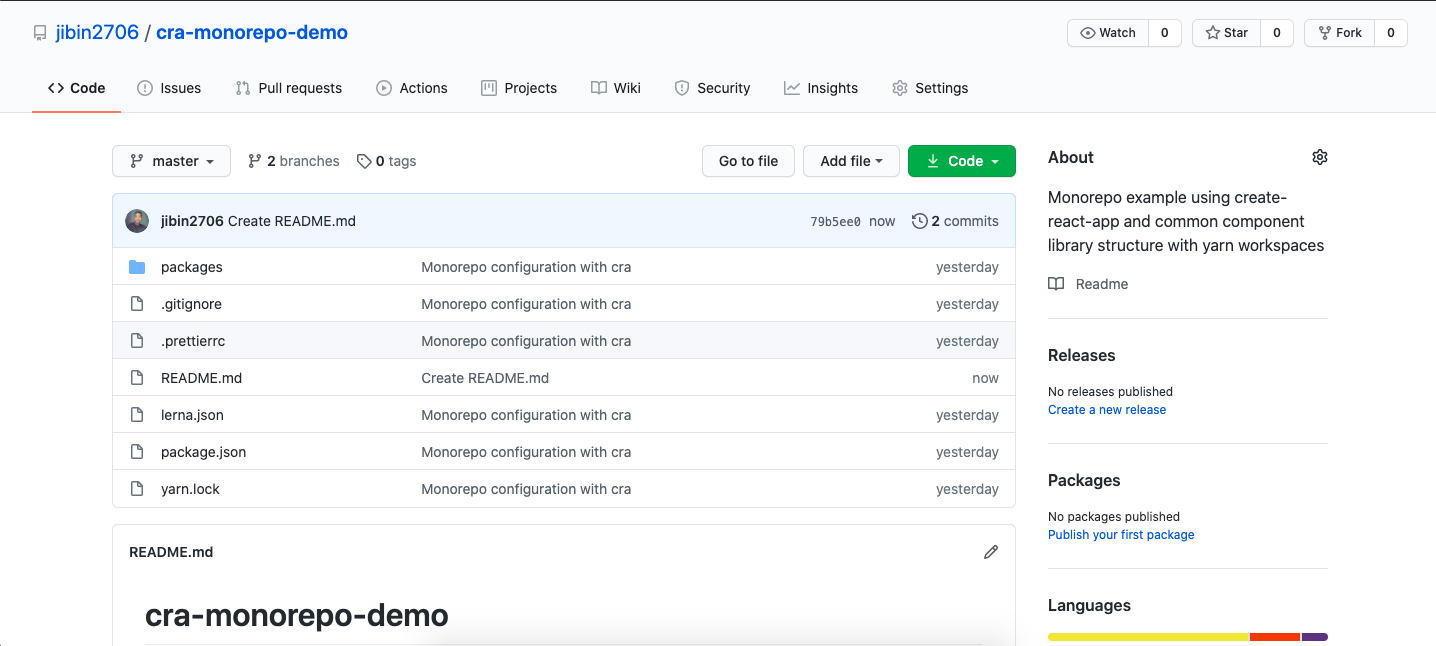 jibin2706 / cra-monorepo-demo
Watch 0
Star 0
Fork 0
Code
Issues
Pull requests
Actions
Projects
Wiki
Security
Insights
Settings
master
2 branches
0 tags
Go to file
Add file
Code
jibin2706 Create README.md 79b5ee0 now 2 commits
packages Monorepo configuration with cra yesterday
.gitignore Monorepo configuration with cra yesterday
.prettierrc Monorepo configuration with cra yesterday
README.md Create README.md now
lerna.json Monorepo configuration with cra yesterday
package.json Monorepo configuration with cra yesterday
yarn.lock Monorepo configuration with cra yesterday
README.md
cra-monorepo-demo
About
Monorepo example using create-
react-app and common component
library structure with yarn workspaces
Readme
Releases
No releases published
Create a new release
Packages
No packages published
Publish your first package
Languages